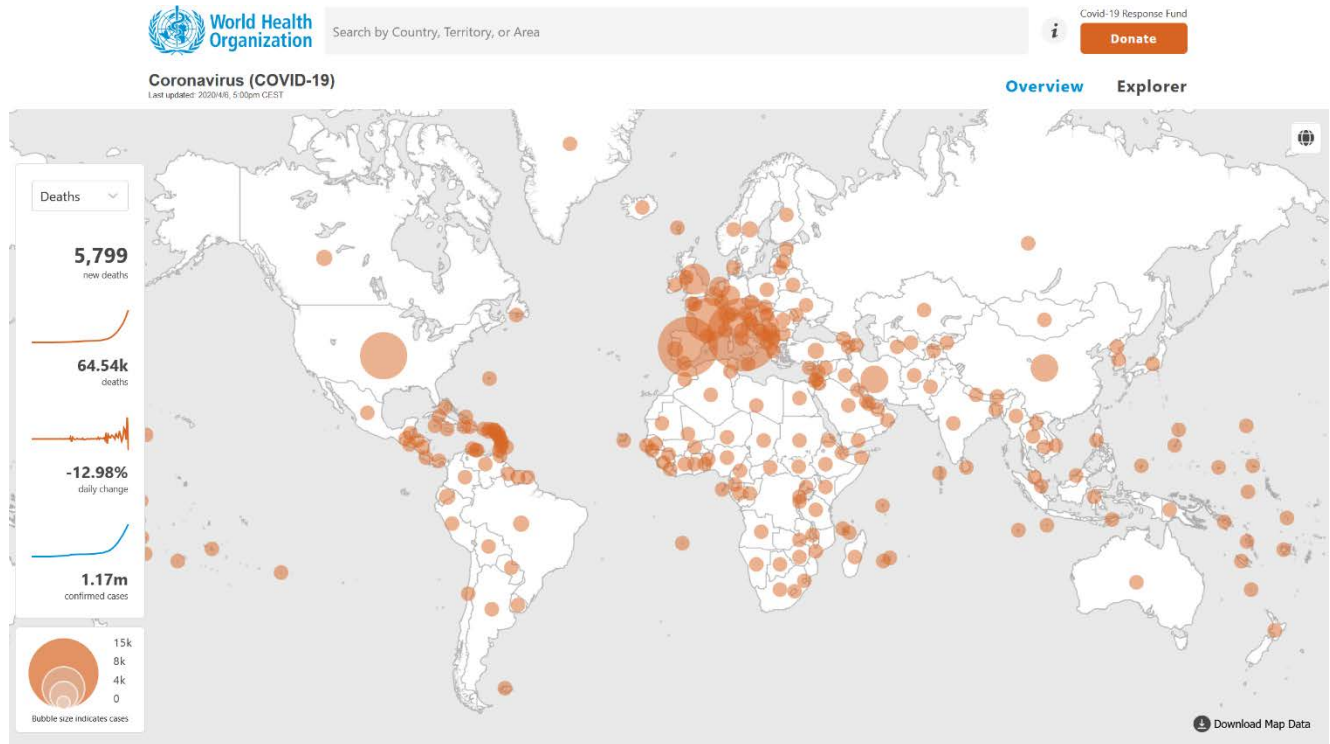 World Health
Organization
Search by Country, Territory, or Area
i
Covid-19 Response Fund
Donate
Coronavirus (COVID-19)
Last updated: 2020/4/6, 5:00pm CEST
Overview
Explorer
Deaths
5,799
new deaths
64.54k
deaths
-12.98%
daily change
1.17m
confirmed cases
15k
8k
4k
0
Bubble size indicates cases
Download Map Data